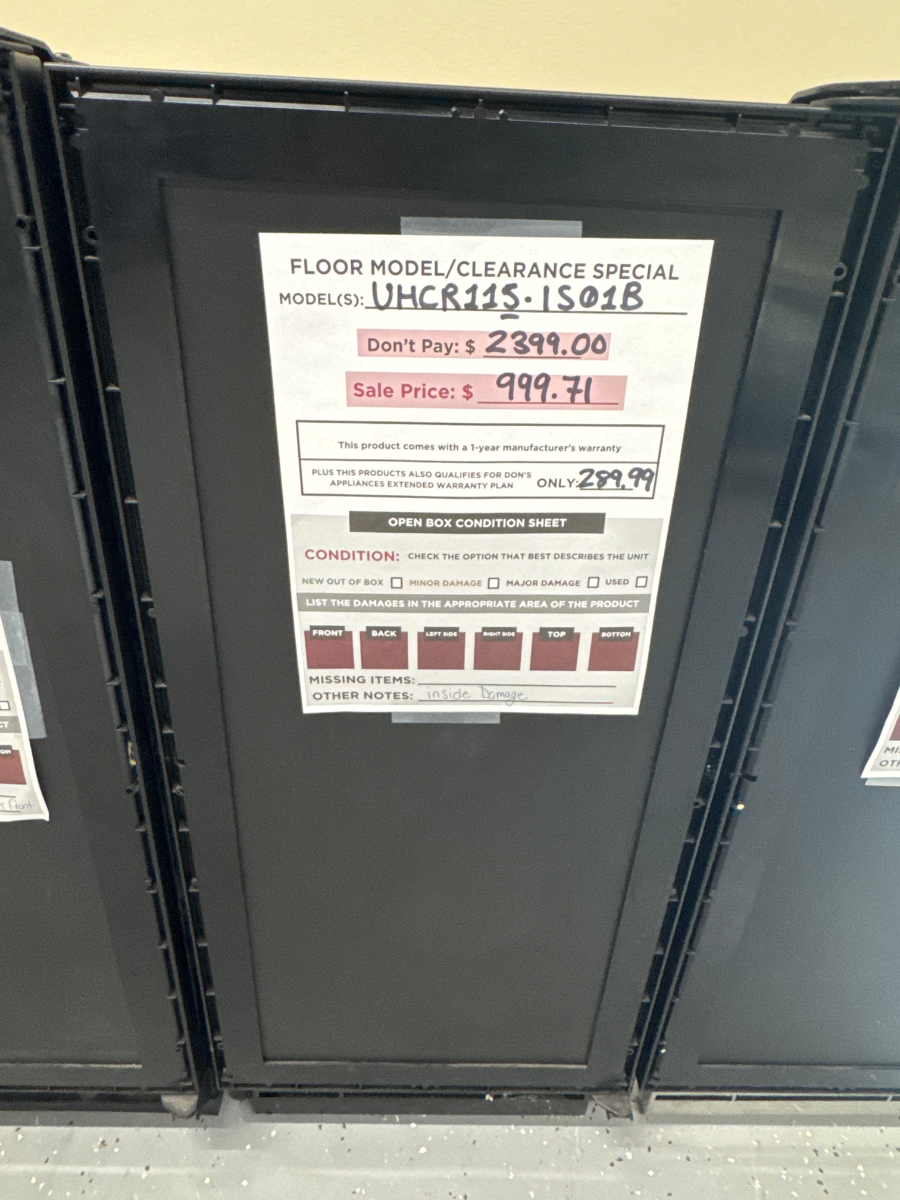 FLOOR MODEL/CLEARANCE SPECIAL
MODEL(S): UHCR115-IS01B
Don't Pay: $ 2399.00
Sale Price: $ 999.71
This product comes with a 1-year manufacturer's warranty
PLUS THIS PRODUCTS ALSO QUALIFIES FOR DON'S
APPLIANCES EXTENDED WARRANTY PLAN ONLY: 289.99
OPEN BOX CONDITION SHEET
CONDITION: CHECK THE OPTION THAT BEST DESCRIBES THE UNIT
NEW OUT OF BOX MINOR DAMAGE MAJOR DAMAGE USED
LIST THE DAMAGES IN THE APPROPRIATE AREA OF THE PRODUCT
FRONT BACK LEFT SIDE RIGHT SIDE TOP BOTTOM
MISSING ITEMS:
OTHER NOTES: inside Damage
front